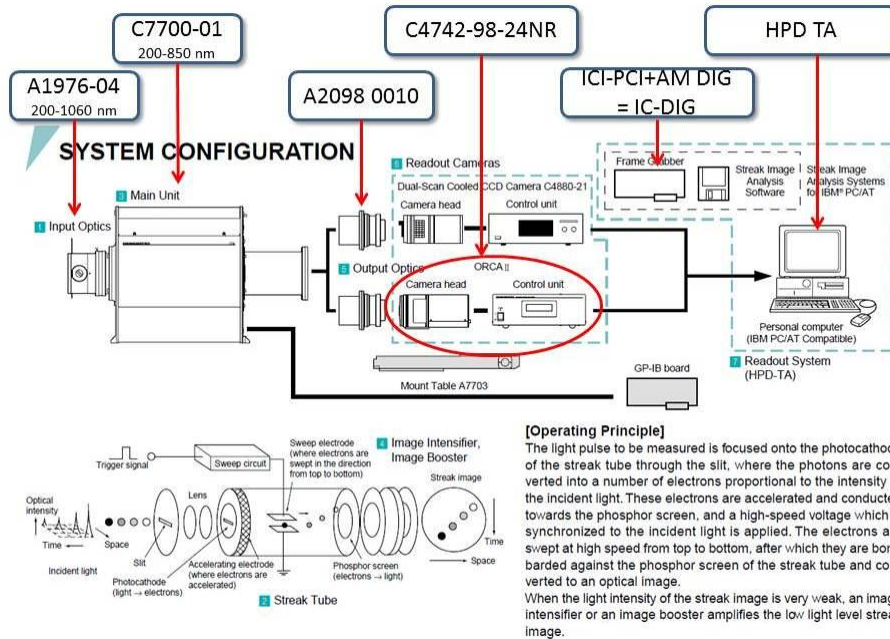 C7700-01
200-850 nm
C4742-98-24NR
HPD TA
A1976-04
200-1060 nm
A2098 0010
ICI-PCI+AM DIG
= IC-DIG
SYSTEM CONFIGURATION
6 Readout Cameras
Dual-Scan Cooled CCD Camera C4880-21
Camera head
Control unit
Frame Grabber
Streak Image
Analysis
Software
Streak Image
Analysis Systems
for IBM® PC/AT
3 Main Unit
1 Input Optics
5 Output Optics
ORCA II
Camera head
Control unit
Personal computer
(IBM PC/AT Compatible)
7 Readout System
(HPD-TA)
Mount Table A7703
GP-IB board
Trigger signal
Sweep circuit
Sweep electrode
(where electrons are
swept in the direction
from top to bottom)
4 Image Intensifier,
Image Booster
Streak image
Optical
intensity
Lens
Time
Space
Incident light
Slit
Photocathode
(light → electrons)
Accelerating electrode
(where electrons are
accelerated)
Phosphor screen
(electrons → light)
Time
Space
2 Streak Tube
[Operating Principle]
The light pulse to be measured is focused onto the photocathod
of the streak tube through the slit, where the photons are co
verted into a number of electrons proportional to the intensity
the incident light. These electrons are accelerated and conducte
towards the phosphor screen, and a high-speed voltage which
synchronized to the incident light is applied. The electrons a
swept at high speed from top to bottom, after which they are bom
barded against the phosphor screen of the streak tube and co
verted to an optical image.
When the light intensity of the streak image is very weak, an imag
intensifier or an image booster amplifies the low light level strea
image.